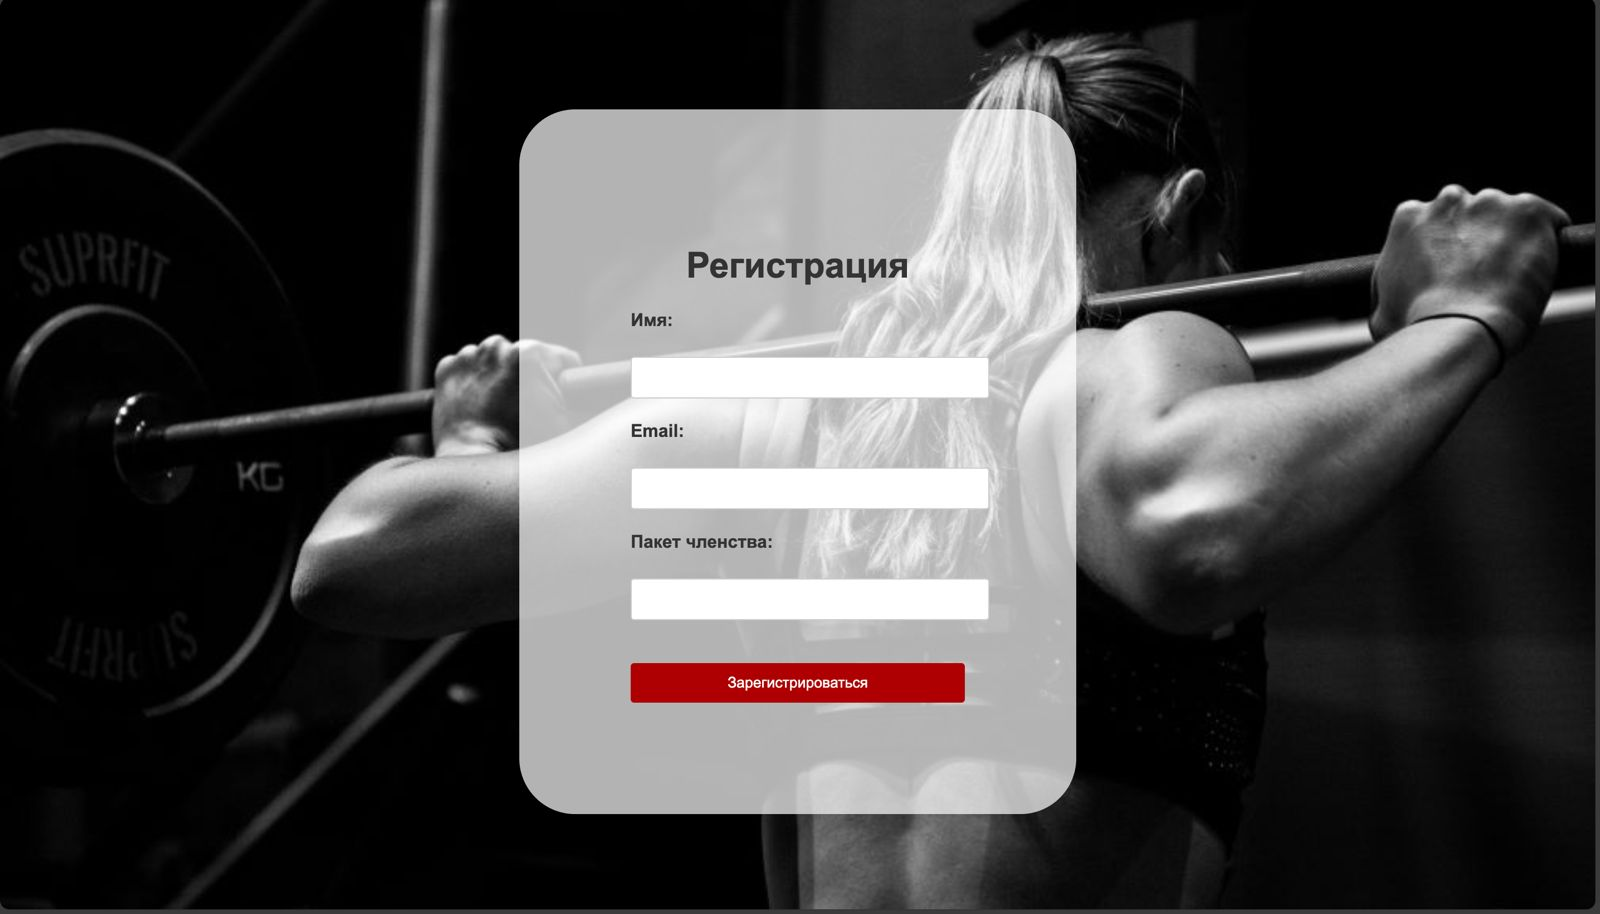 SUPRFIT
Регистрация
Имя:
Email:
KG
Пакет членства:
SUPRFIT
Зарегистрироваться